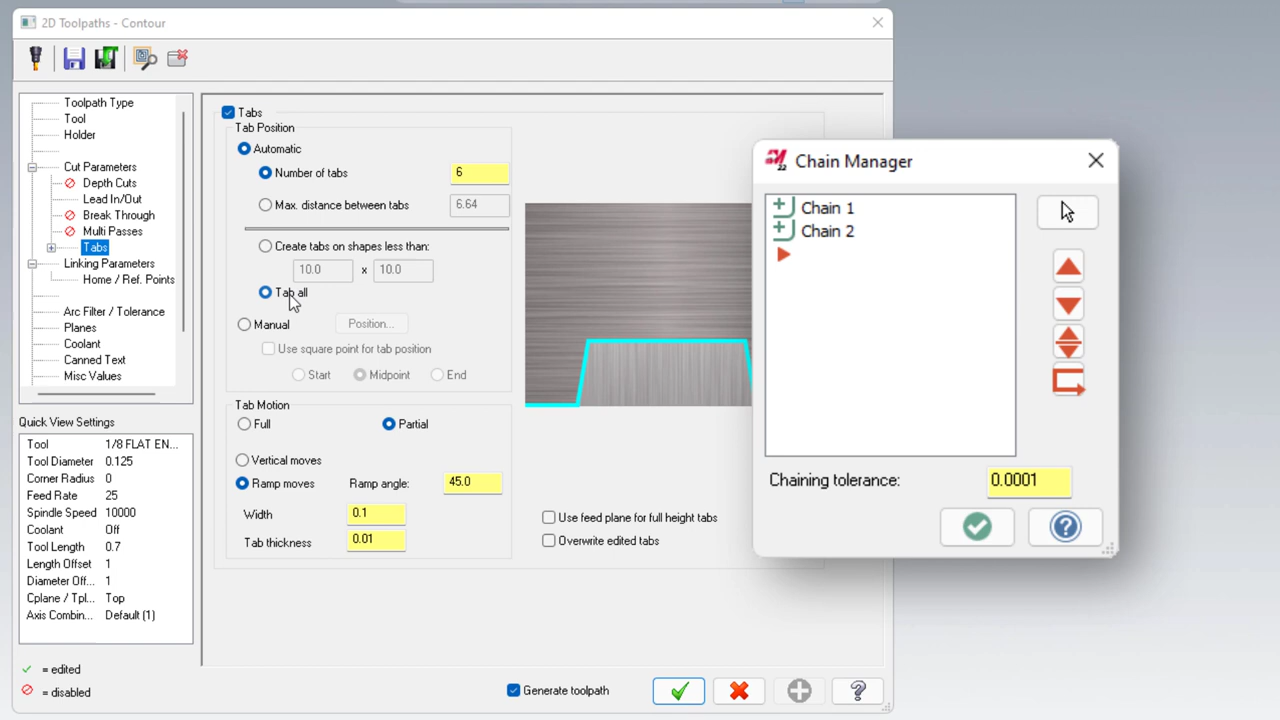 2D Toolpaths - Contour
Toolpath Type
Tool
Holder
Cut Parameters
Depth Cuts
Lead In/Out
Break Through
Multi Passes
Tabs
Linking Parameters
Home / Ref. Points
Arc Filter / Tolerance
Planes
Coolant
Canned Text
Misc Values
Quick View Settings
Tool 1/8 FLAT EN...
Tool Diameter 0.125
Corner Radius 0
Feed Rate 25
Spindle Speed 10000
Coolant Off
Tool Length 0.7
Length Offset 1
Diameter Off... 1
Cplane / Tpl... Top
Axis Combin... Default (1)
= edited
= disabled
Tabs
Tab Position
Automatic
Number of tabs 6
Max. distance between tabs 6.64
Create tabs on shapes less than:
10.0 x 10.0
Tab all
Manual Position...
Use square point for tab position
Start Midpoint End
Tab Motion
Full Partial
Vertical moves
Ramp moves Ramp angle: 45.0
Width 0.1
Tab thickness 0.01
Use feed plane for full height tabs
Overwrite edited tabs
Generate toolpath
22
Chain Manager
Chain 1
Chain 2
Chaining tolerance: 0.0001